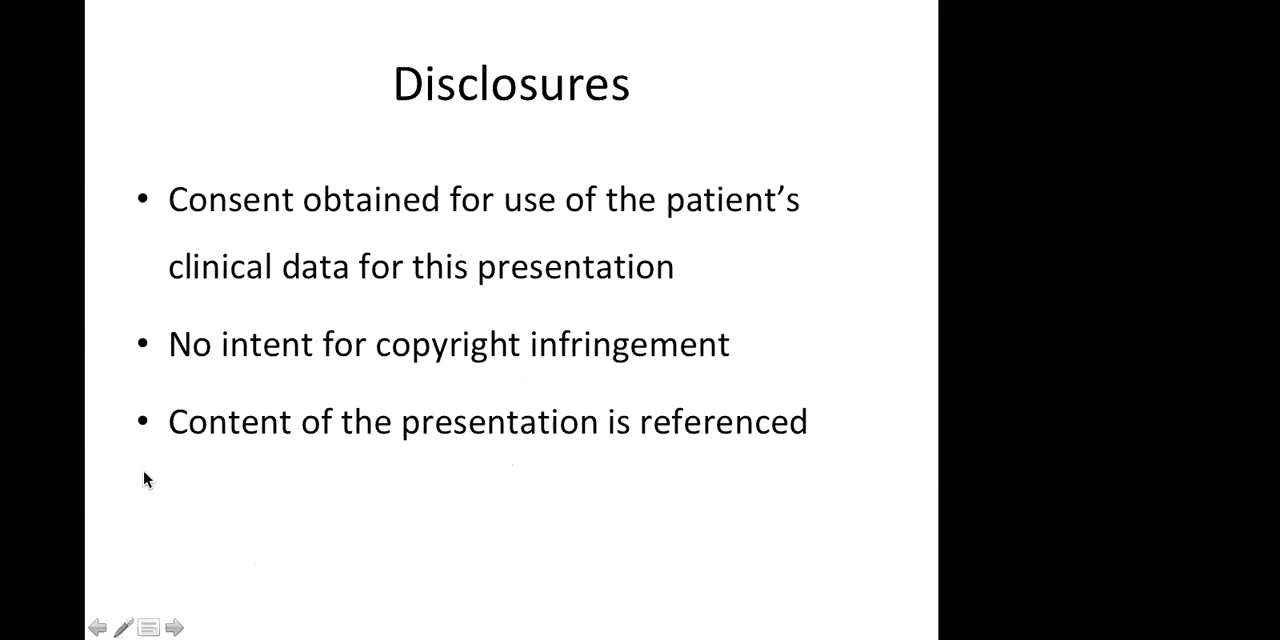 Disclosures
• Consent obtained for use of the patient’s
clinical data for this presentation
• No intent for copyright infringement
• Content of the presentation is referenced